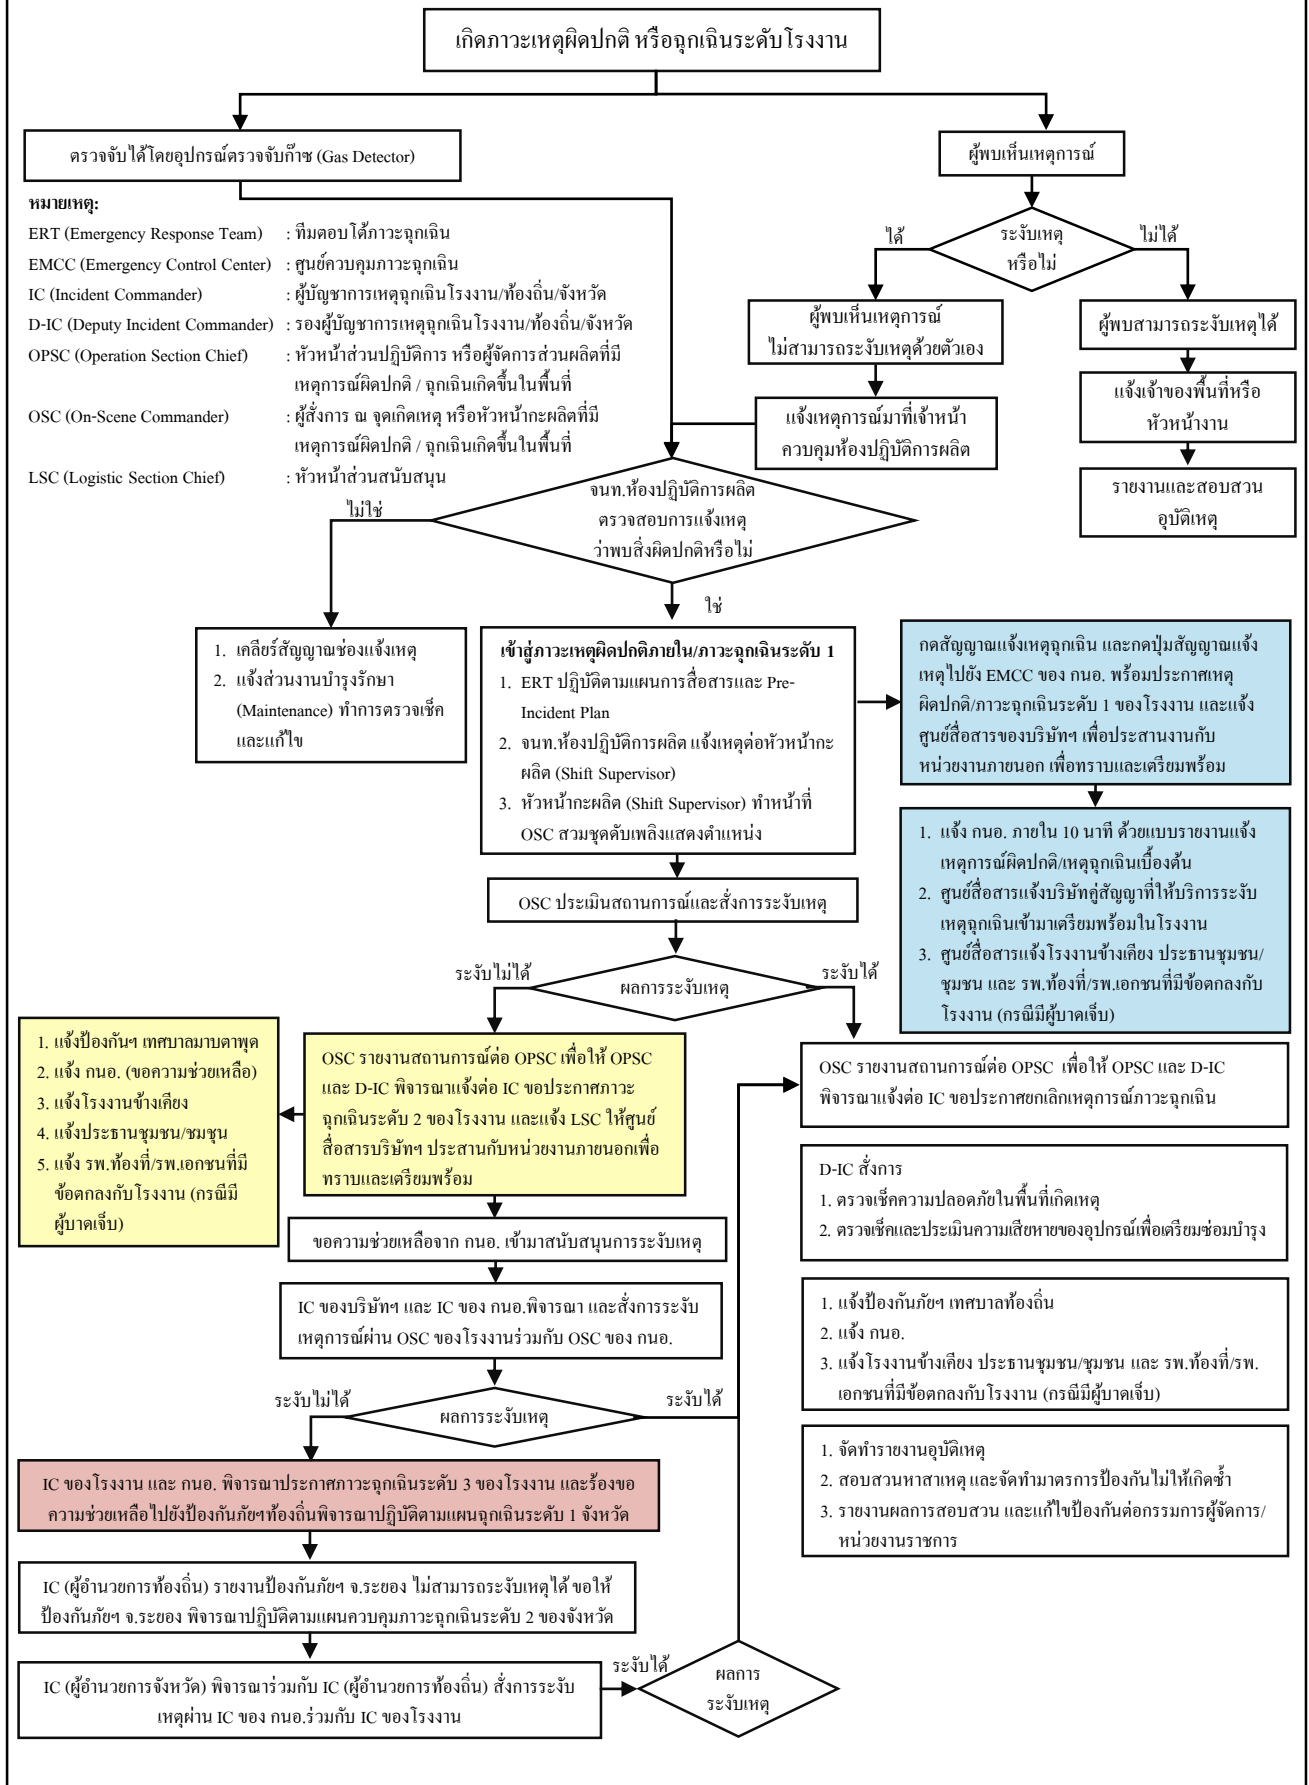 เกิดภาวะเหตุผิดปกติ หรือฉุกเฉินระดับโรงงาน
ตรวจจับได้โดยอุปกรณ์ตรวจจับก๊าซ (Gas Detector)
ผู้พบเห็นเหตุการณ์
หมายเหตุ:
ERT (Emergency Response Team) : ทีมตอบโต้ภาวะฉุกเฉิน
EMCC (Emergency Control Center) : ศูนย์ควบคุมภาวะฉุกเฉิน
IC (Incident Commander) : ผู้บัญชาการเหตุฉุกเฉินโรงงาน/ท้องถิ่น/จังหวัด
D-IC (Deputy Incident Commander) : รองผู้บัญชาการเหตุฉุกเฉินโรงงาน/ท้องถิ่น/จังหวัด
OPSC (Operation Section Chief) : หัวหน้าส่วนปฏิบัติการ หรือผู้จัดการส่วนผลิตที่มี
เหตุการณ์ผิดปกติ / ฉุกเฉินเกิดขึ้นในพื้นที่
OSC (On-Scene Commander) : ผู้สั่งการ ณ จุดเกิดเหตุ หรือหัวหน้ากะผลิตที่มี
เหตุการณ์ผิดปกติ / ฉุกเฉินเกิดขึ้นในพื้นที่
LSC (Logistic Section Chief) : หัวหน้าส่วนสนับสนุน
ระงับเหตุ
หรือไม่
ได้
ไม่ได้
ผู้พบเห็นเหตุการณ์
ไม่สามารถระงับเหตุด้วยตัวเอง
ผู้พบสามารถระงับเหตุได้
แจ้งเหตุการณ์มาที่เจ้าหน้า
ควบคุมห้องปฏิบัติการผลิต
แจ้งเจ้าของพื้นที่หรือ
หัวหน้างาน
รายงานและสอบสวน
อุบัติเหตุ
จนท.ห้องปฏิบัติการผลิต
ตรวจสอบการแจ้งเหตุ
ว่าพบสิ่งผิดปกติหรือไม่
ไม่ใช่
ใช่
1. เคลียร์สัญญาณช่องแจ้งเหตุ
2. แจ้งส่วนงานบำรุงรักษา
(Maintenance) ทำการตรวจเช็ค
และแก้ไข
เข้าสู่ภาวะเหตุผิดปกติภายใน/ภาวะฉุกเฉินระดับ 1
1. ERT ปฏิบัติตามแผนการสื่อสารและ Pre-
Incident Plan
2. จนท.ห้องปฏิบัติการผลิต แจ้งเหตุต่อหัวหน้ากะ
ผลิต (Shift Supervisor)
3. หัวหน้ากะผลิต (Shift Supervisor) ทำหน้าที่
OSC สวมชุดดับเพลิงแสดงตำแหน่ง
กดสัญญาณแจ้งเหตุฉุกเฉิน และกดปุ่มสัญญาณแจ้ง
เหตุไปยัง EMCC ของ กนอ. พร้อมประกาศเหตุ
ผิดปกติ/ภาวะฉุกเฉินระดับ 1 ของโรงงาน และแจ้ง
ศูนย์สื่อสารของบริษัทฯ เพื่อประสานงานกับ
หน่วยงานภายนอก เพื่อทราบและเตรียมพร้อม
1. แจ้ง กนอ. ภายใน 10 นาที ด้วยแบบรายงานแจ้ง
เหตุการณ์ผิดปกติ/เหตุฉุกเฉินเบื้องต้น
2. ศูนย์สื่อสารแจ้งบริษัทคู่สัญญาที่ให้บริการระงับ
เหตุฉุกเฉินเข้ามาเตรียมพร้อมในโรงงาน
3. ศูนย์สื่อสารแจ้งโรงงานข้างเคียง ประธานชุมชน/
ชุมชน และ รพ.ท้องที่/รพ.เอกชนที่มีข้อตกลงกับ
โรงงาน (กรณีมีผู้บาดเจ็บ)
OSC ประเมินสถานการณ์และสั่งการระงับเหตุ
ระงับไม่ได้
ผลการระงับเหตุ
ระงับได้
1. แจ้งป้องกันฯ เทศบาลมาบตาพุด
2. แจ้ง กนอ. (ขอความช่วยเหลือ)
3. แจ้งโรงงานข้างเคียง
4. แจ้งประธานชุมชน/ชมชุน
5. แจ้ง รพ.ท้องที่/รพ.เอกชนที่มี
ข้อตกลงกับโรงงาน (กรณีมี
ผู้บาดเจ็บ)
OSC รายงานสถานการณ์ต่อ OPSC เพื่อให้ OPSC
และ D-IC พิจารณาแจ้งต่อ IC ขอประกาศภาวะ
ฉุกเฉินระดับ 2 ของโรงงาน และแจ้ง LSC ให้ศูนย์
สื่อสารบริษัทฯ ประสานกับหน่วยงานภายนอกเพื่อ
ทราบและเตรียมพร้อม
OSC รายงานสถานการณ์ต่อ OPSC เพื่อให้ OPSC และ D-IC
พิจารณาแจ้งต่อ IC ขอประกาศยกเลิกเหตุการณ์ภาวะฉุกเฉิน
D-IC สั่งการ
1. ตรวจเช็คความปลอดภัยในพื้นที่เกิดเหตุ
2. ตรวจเช็คและประเมินความเสียหายของอุปกรณ์เพื่อเตรียมซ่อมบำรุง
ขอความช่วยเหลือจาก กนอ. เข้ามาสนับสนุนการระงับเหตุ
IC ของบริษัทฯ และ IC ของ กนอ.พิจารณา และสั่งการระงับ
เหตุการณ์ผ่าน OSC ของโรงงานร่วมกับ OSC ของ กนอ.
1. แจ้งป้องกันภัยฯ เทศบาลท้องถิ่น
2. แจ้ง กนอ.
3. แจ้งโรงงานข้างเคียง ประธานชุมชน/ชุมชน และ รพ.ท้องที่/รพ.
เอกชนที่มีข้อตกลงกับโรงงาน (กรณีมีผู้บาดเจ็บ)
ระงับไม่ได้
ผลการระงับเหตุ
ระงับได้
1. จัดทำรายงานอุบัติเหตุ
2. สอบสวนหาสาเหตุ และจัดทำมาตรการป้องกันไม่ให้เกิดซ้ำ
3. รายงานผลการสอบสวน และแก้ไขป้องกันต่อกรรมการผู้จัดการ/
หน่วยงานราชการ
IC ของโรงงาน และ กนอ. พิจารณาประกาศภาวะฉุกเฉินระดับ 3 ของโรงงาน และร้องขอ
ความช่วยเหลือไปยังป้องกันภัยฯท้องถิ่นพิจารณาปฏิบัติตามแผนฉุกเฉินระดับ 1 จังหวัด
IC (ผู้อำนวยการท้องถิ่น) รายงานป้องกันภัยฯ จ.ระยอง ไม่สามารถระงับเหตุได้ ขอให้
ป้องกันภัยฯ จ.ระยอง พิจารณาปฏิบัติตามแผนควบคุมภาวะฉุกเฉินระดับ 2 ของจังหวัด
IC (ผู้อำนวยการจังหวัด) พิจารณาร่วมกับ IC (ผู้อำนวยการท้องถิ่น) สั่งการระงับ
เหตุผ่าน IC ของ กนอ.ร่วมกับ IC ของโรงงาน
ระงับได้
ผลการ
ระงับเหตุ